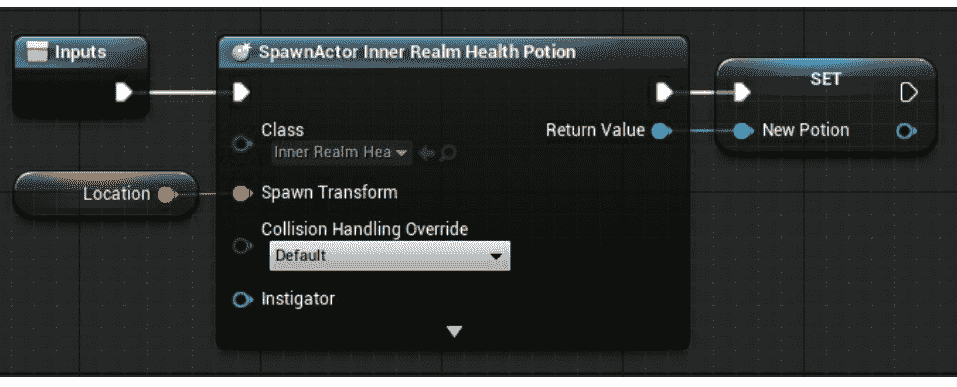 Inputs
SpawnActor Inner Realm Health Potion
SET
Class
Return Value
New Potion
Inner Realm Hea
Location
Spawn Transform
Collision Handling Override
Default
Instigator